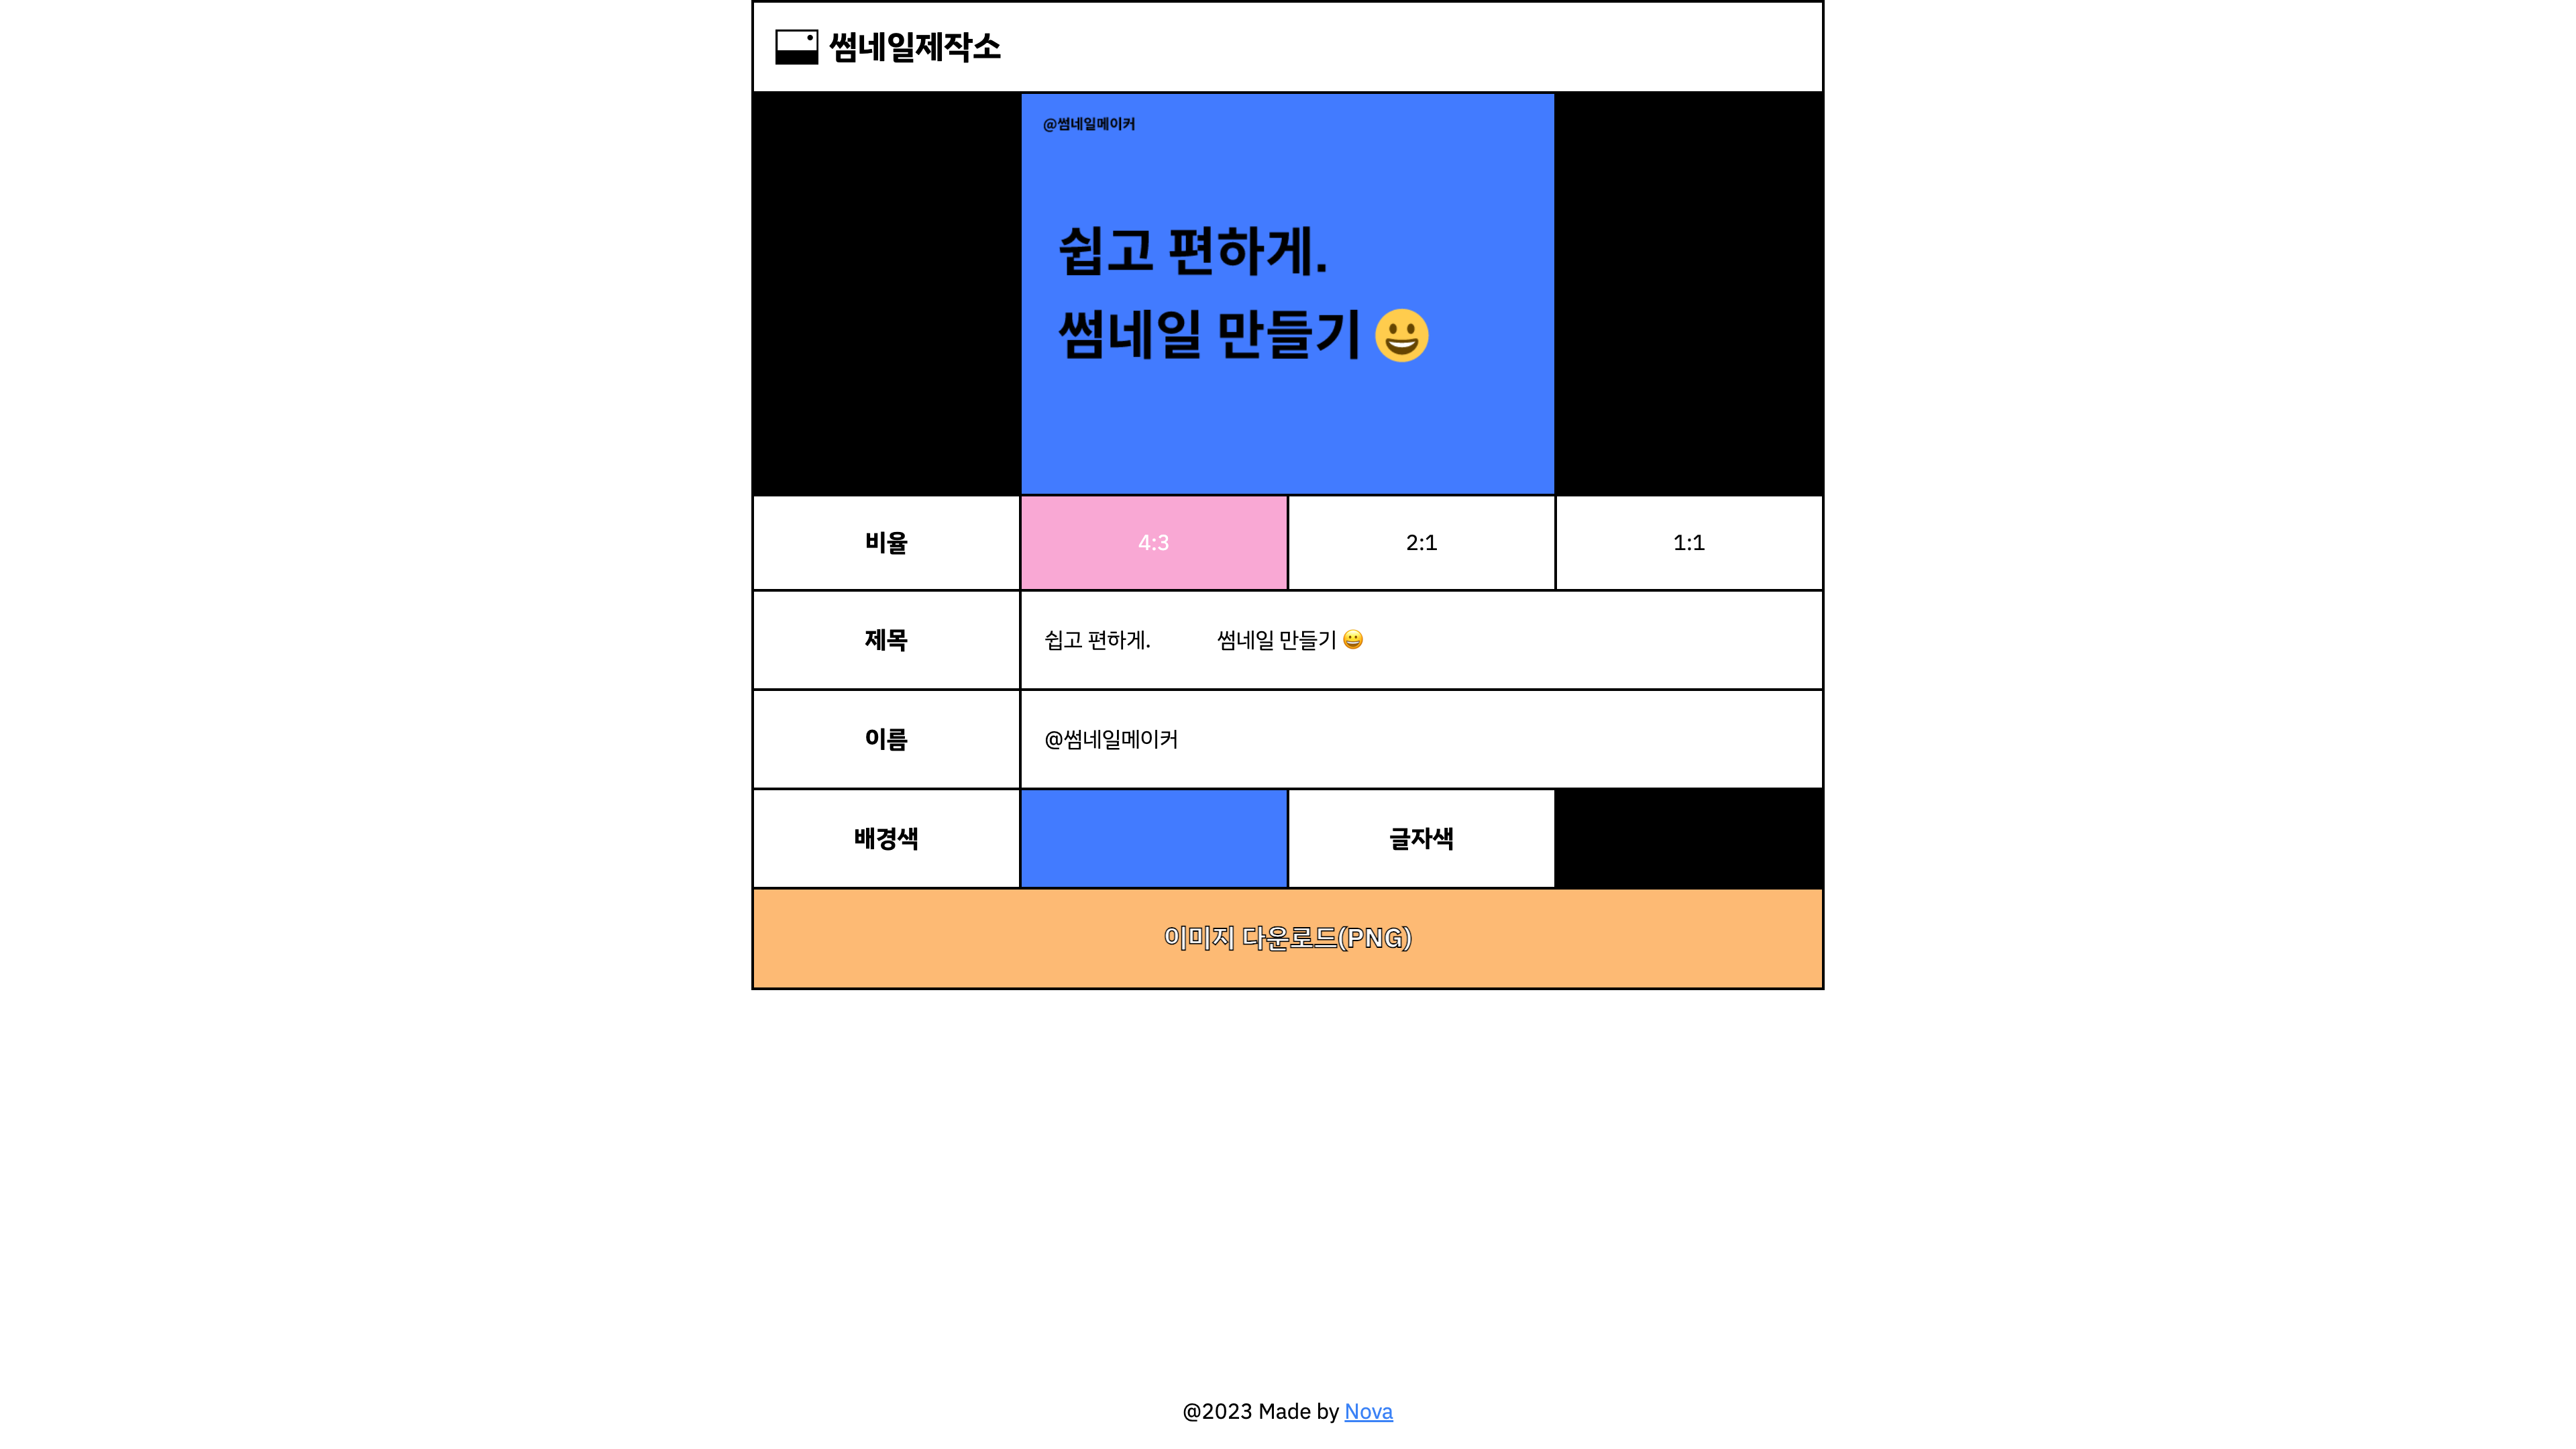 썸네일제작소
@썸네일메이커
쉽고 편하게.
썸네일 만들기 😀
비율 4:3 2:1 1:1
제목 쉽고 편하게. 썸네일 만들기 😀
이름 @썸네일메이커
배경색 글자색
이미지 다운로드(PNG)
@2023 Made by Nova